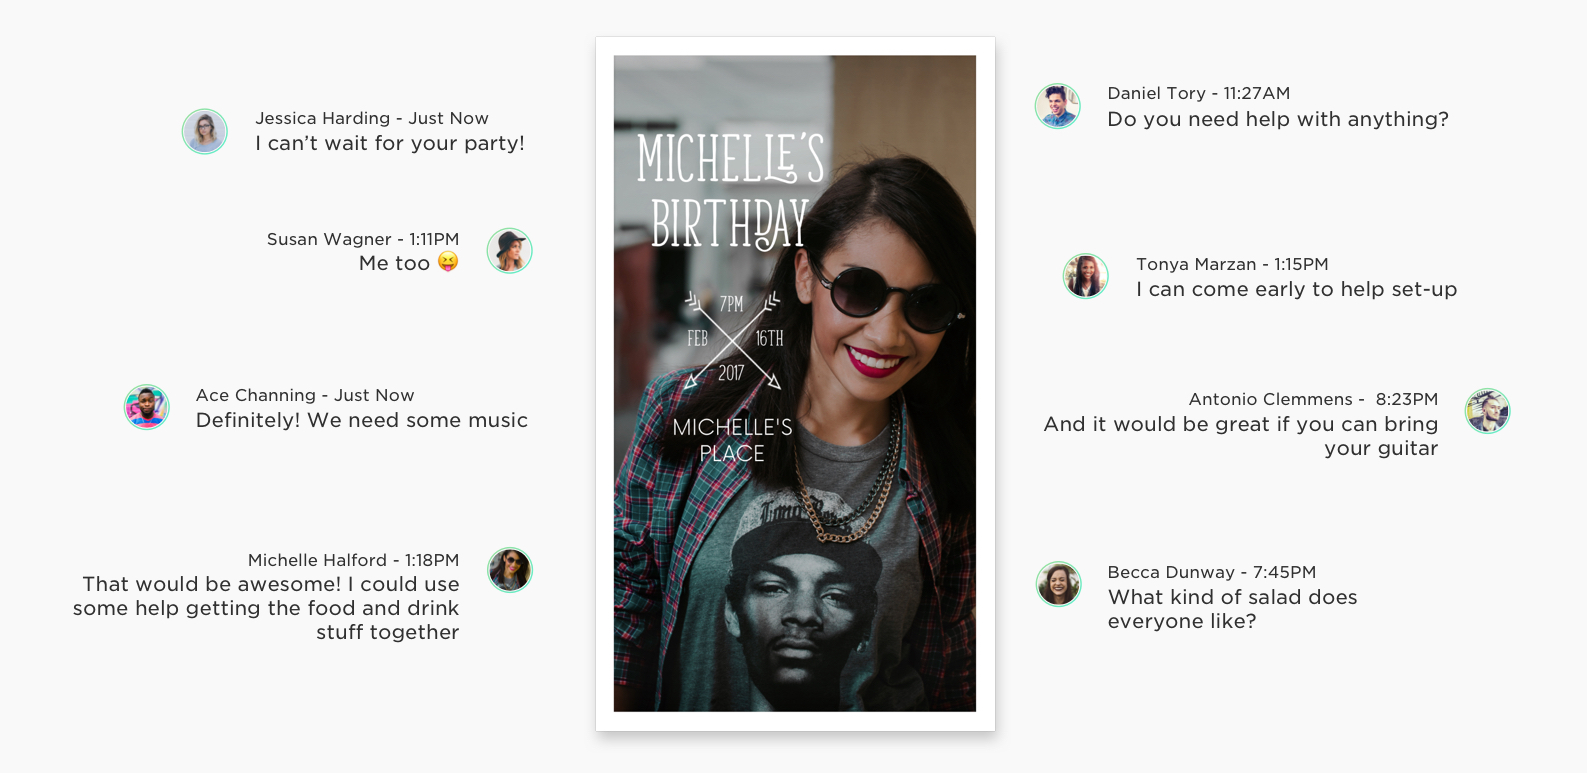 Jessica Harding - Just Now
I can’t wait for your party!
Susan Wagner - 1:11PM
Me too 😝
Ace Channing - Just Now
Definitely! We need some music
Michelle Halford - 1:18PM
That would be awesome! I could use
some help getting the food and drink
stuff together
MICHELLE’S
BIRTHDAY
7PM
FEB 16TH
2017
MICHELLE'S
PLACE
Daniel Tory - 11:27AM
Do you need help with anything?
Tonya Marzan - 1:15PM
I can come early to help set-up
Antonio Clemmens -  8:23PM
And it would be great if you can bring
your guitar
Becca Dunway - 7:45PM
What kind of salad does
everyone like?